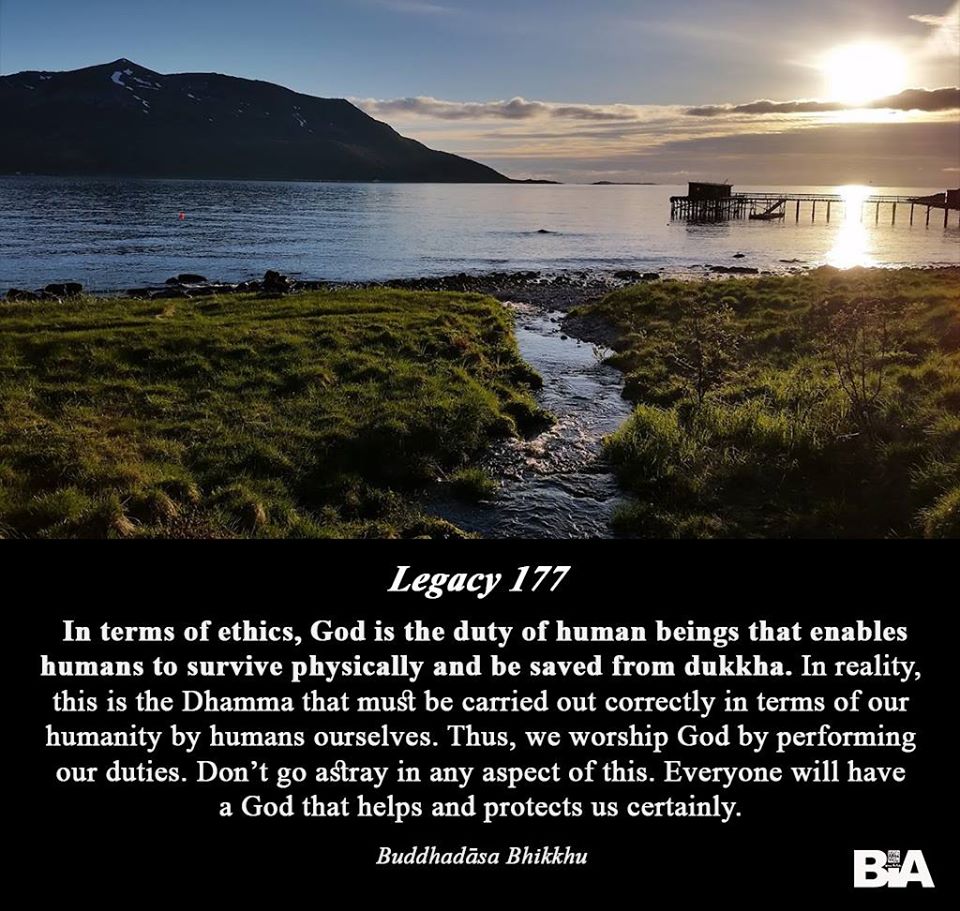 Legacy 177
In terms of ethics, God is the duty of human beings that enables
humans to survive physically and be saved from dukkha. In reality,
this is the Dhamma that must be carried out correctly in terms of our
humanity by humans ourselves. Thus, we worship God by performing
our duties. Don’t go astray in any aspect of this. Everyone will have
a God that helps and protects us certainly.
Buddhadāsa Bhikkhu
BIA